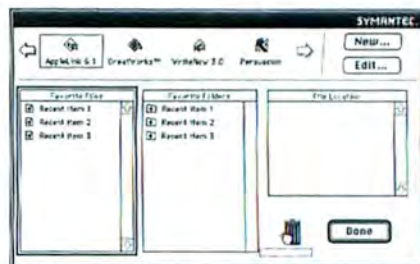 SYMANTEC
New...
AppleLink 6.1 GreatWorks™ WriteNow 3.0 Persuasion
Edit...
Favorite Files Favorite Folders File Location
Recent Item 1 Recent Item 1
Recent Item 2 Recent Item 2
Recent Item 3 Recent Item 3
Done